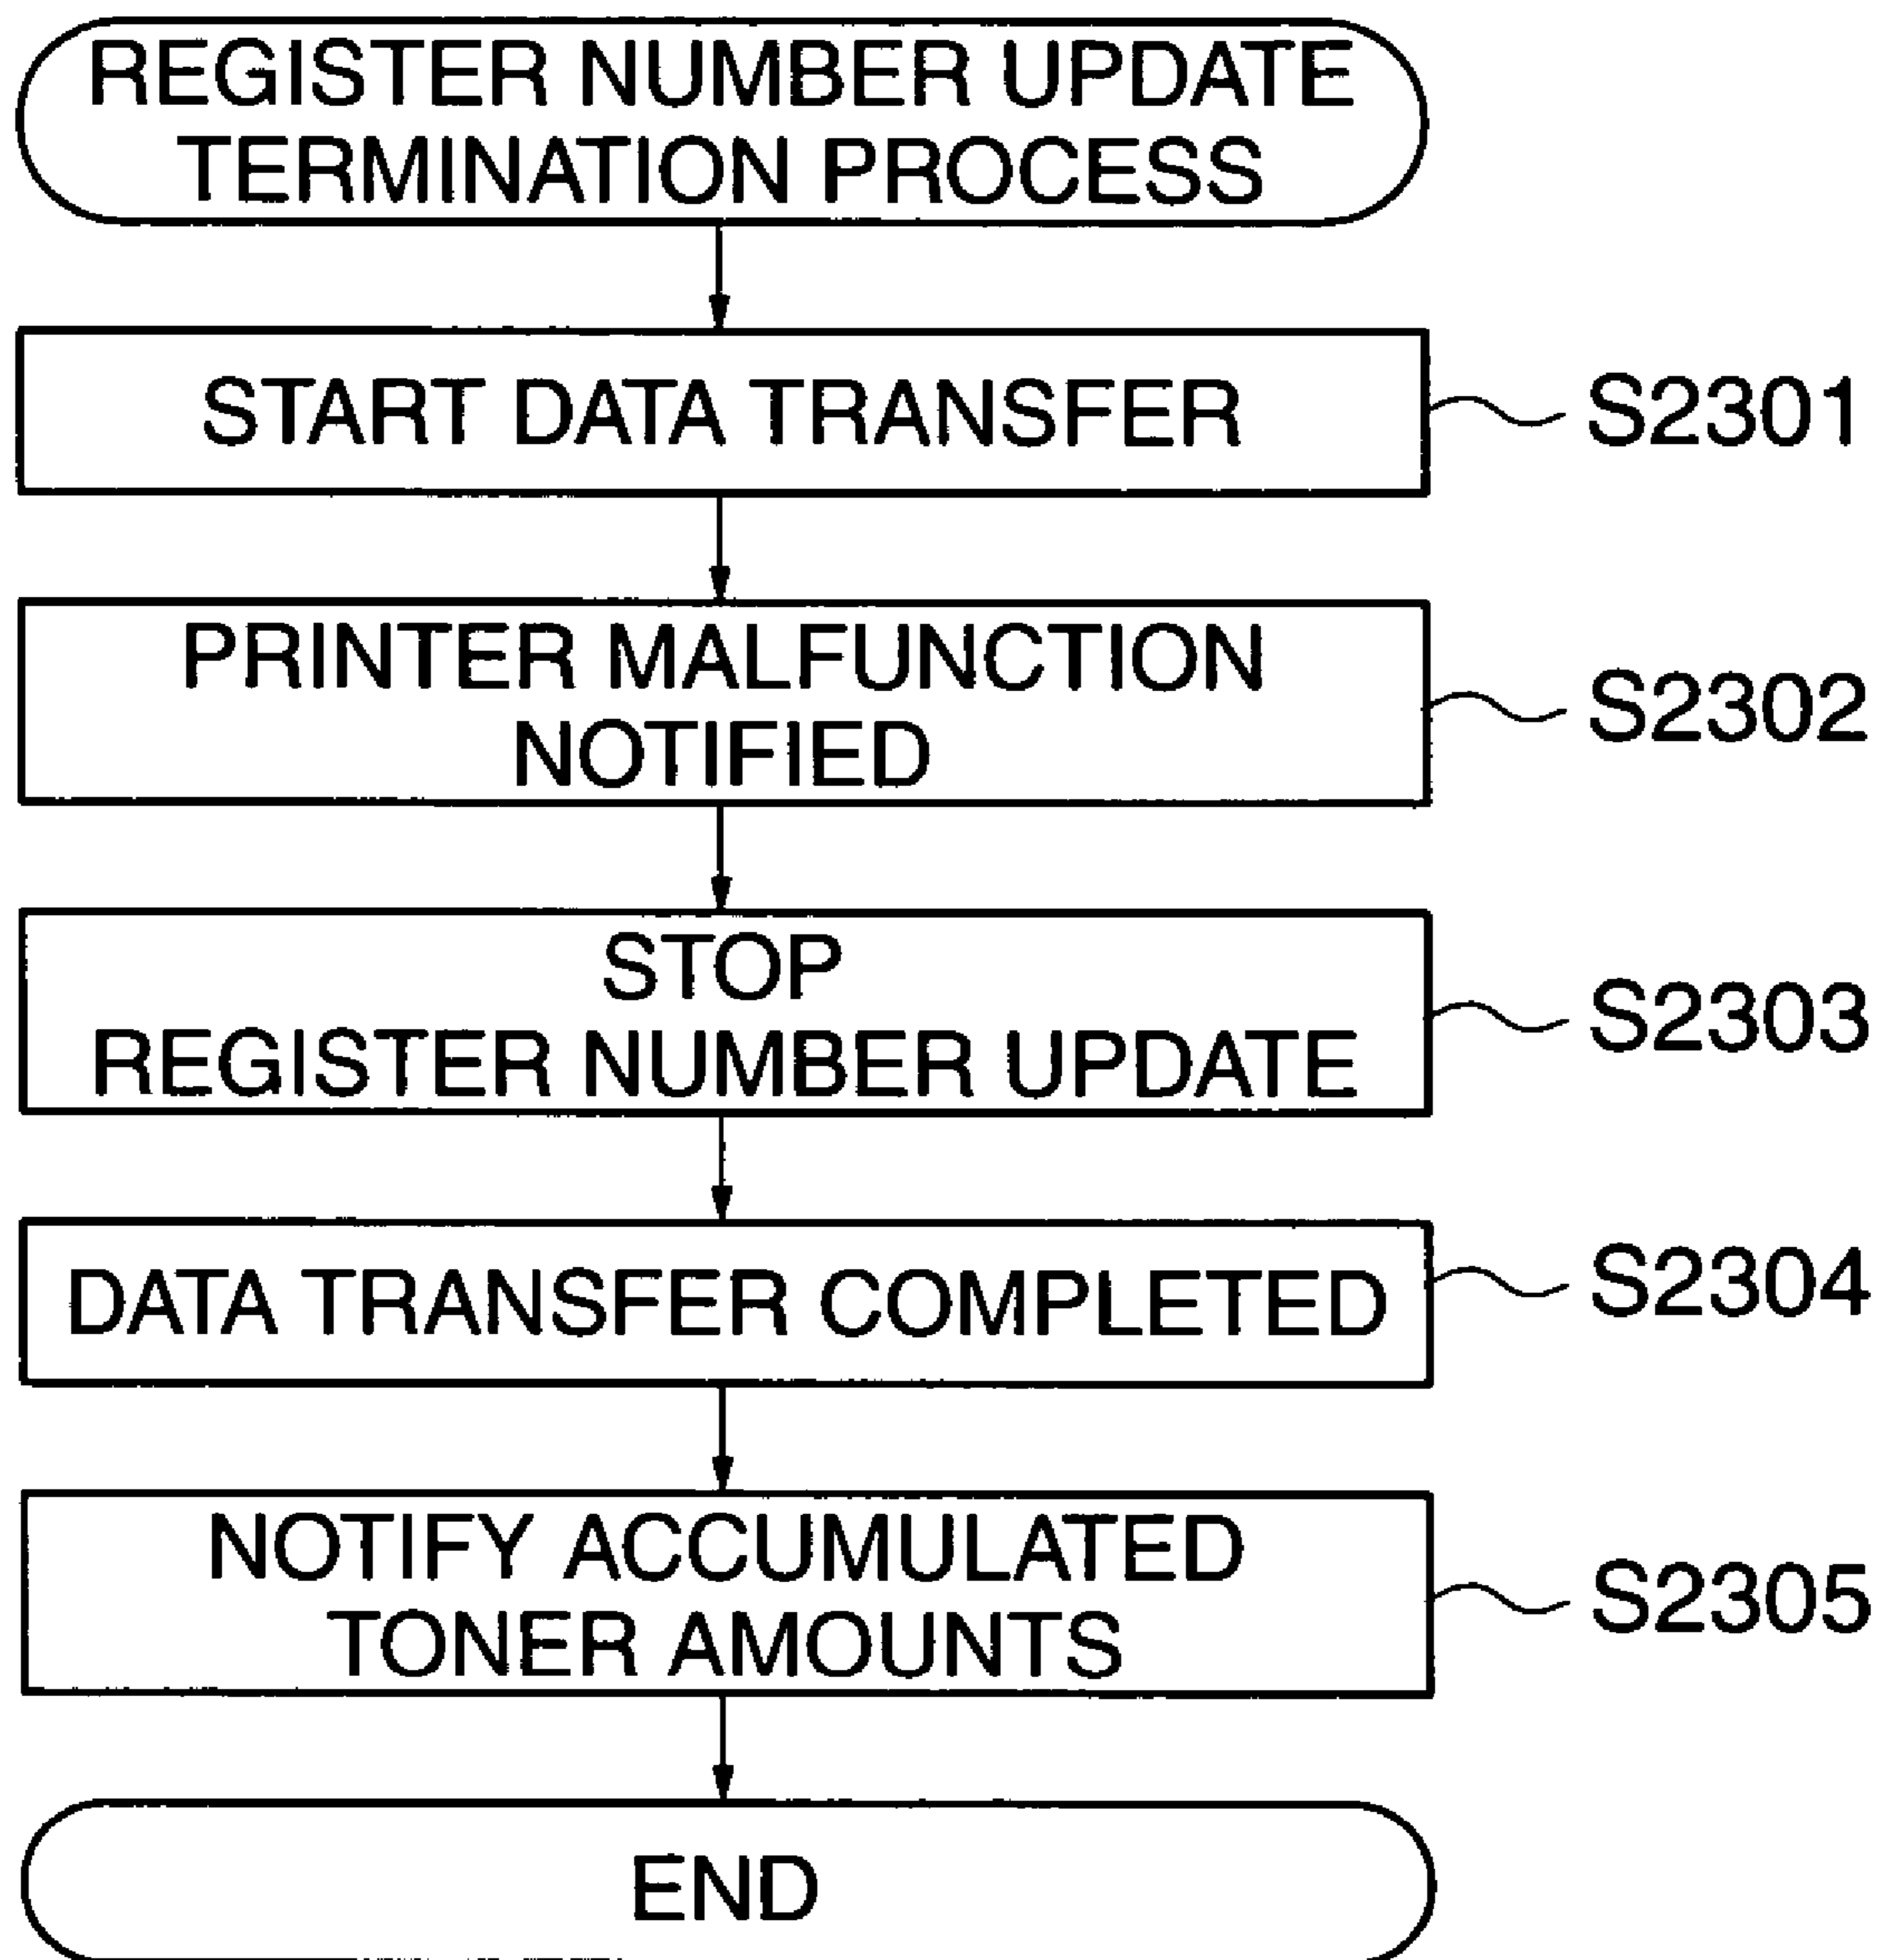 REGISTER NUMBER UPDATE
TERMINATION PROCESS
START DATA TRANSFER
S2301
PRINTER MALFUNCTION
NOTIFIED
S2302
STOP
REGISTER NUMBER UPDATE
S2303
DATA TRANSFER COMPLETED
S2304
NOTIFY ACCUMULATED
TONER AMOUNTS
S2305
END